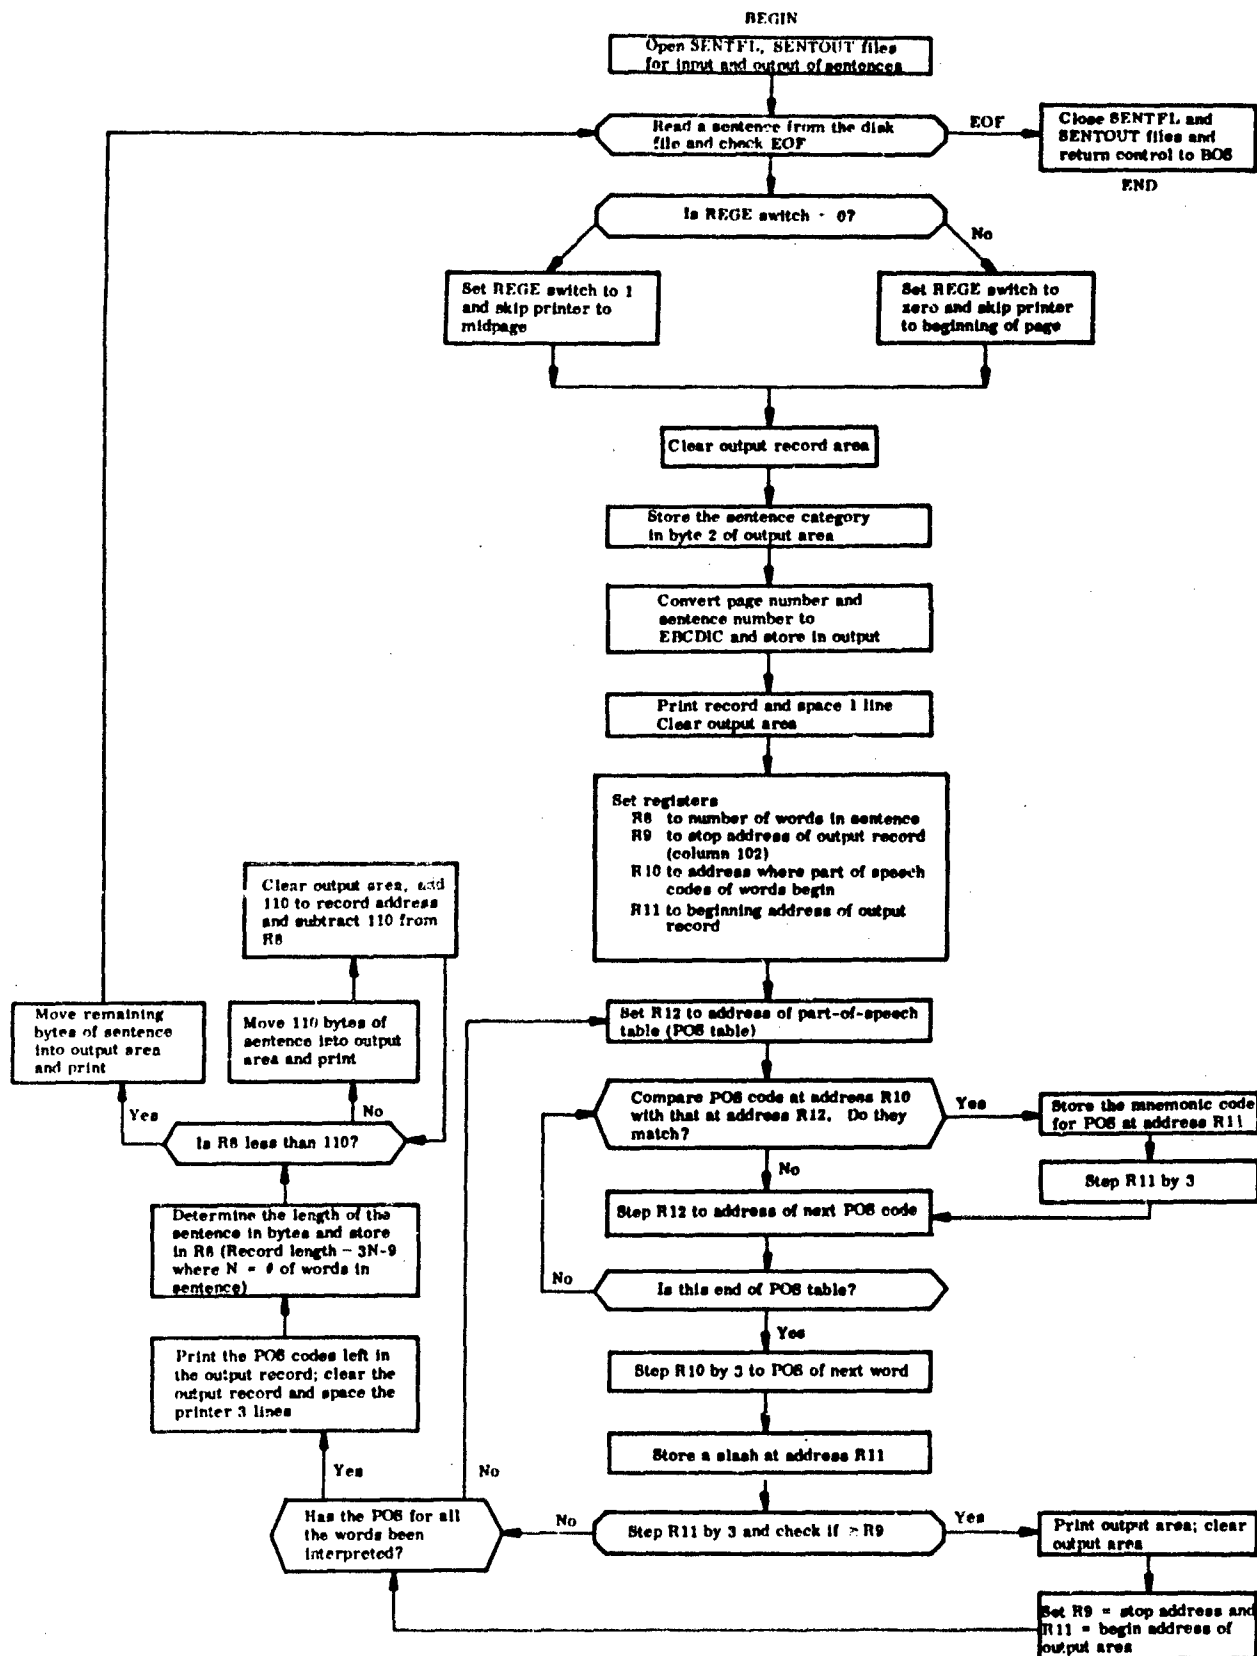 BEGIN
Open SENTFL, SENTOUT files
for input and output of sentences
Read a sentence from the disk
file and check EOF
EOF
Close SENTFL and
SENTOUT files and
return control to BOS
END
Is REGE switch = 0?
No
Set REGE switch to 1
and skip printer to
midpage
Set REGE switch to
zero and skip printer
to beginning of page
Clear output record area
Store the sentence category
in byte 2 of output area
Convert page number and
sentence number to
EBCDIC and store in output
Print record and space 1 line
Clear output area
Set registers
R8 to number of words in sentence
R9 to stop address of output record
(column 102)
R10 to address where part of speech
codes of words begin
R11 to beginning address of output
record
Clear output area, add
110 to record address
and subtract 110 from
R8
Move remaining
bytes of sentence
into output area
and print
Move 110 bytes of
sentence into output
area and print
Set R12 to address of part-of-speech
table (POS table)
Yes
No
Compare POS code at address R10
with that at address R12. Do they
match?
Yes
Store the mnemonic code
for POS at address R11
Is R8 less than 110?
No
Step R11 by 3
Step R12 to address of next POS code
Determine the length of the
sentence in bytes and store
in R8 (Record length - 3N-9
where N = # of words in
sentence)
No
Is this end of POS table?
Yes
Print the POS codes left in
the output record; clear the
output record and space the
printer 3 lines
Step R10 by 3 to POS of next word
Store a slash at address R11
Yes
No
Has the POS for all
the words been
interpreted?
No
Step R11 by 3 and check if ≥ R9
Yes
Print output area; clear
output area
Set R9 = stop address and
R11 = begin address of
output area